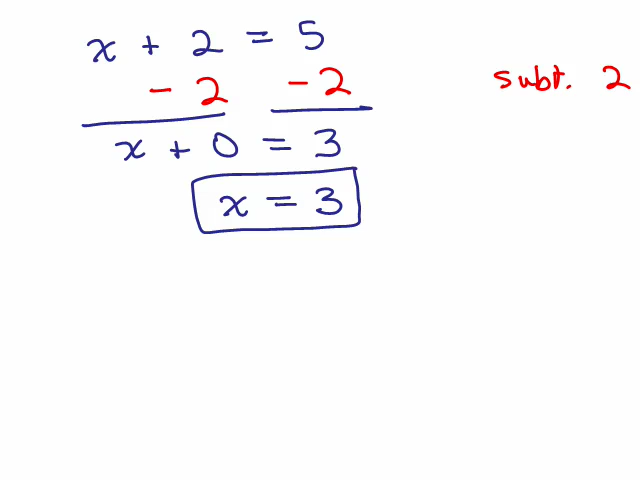 x + 2 = 5
- 2 - 2 subt. 2
x + 0 = 3
x = 3